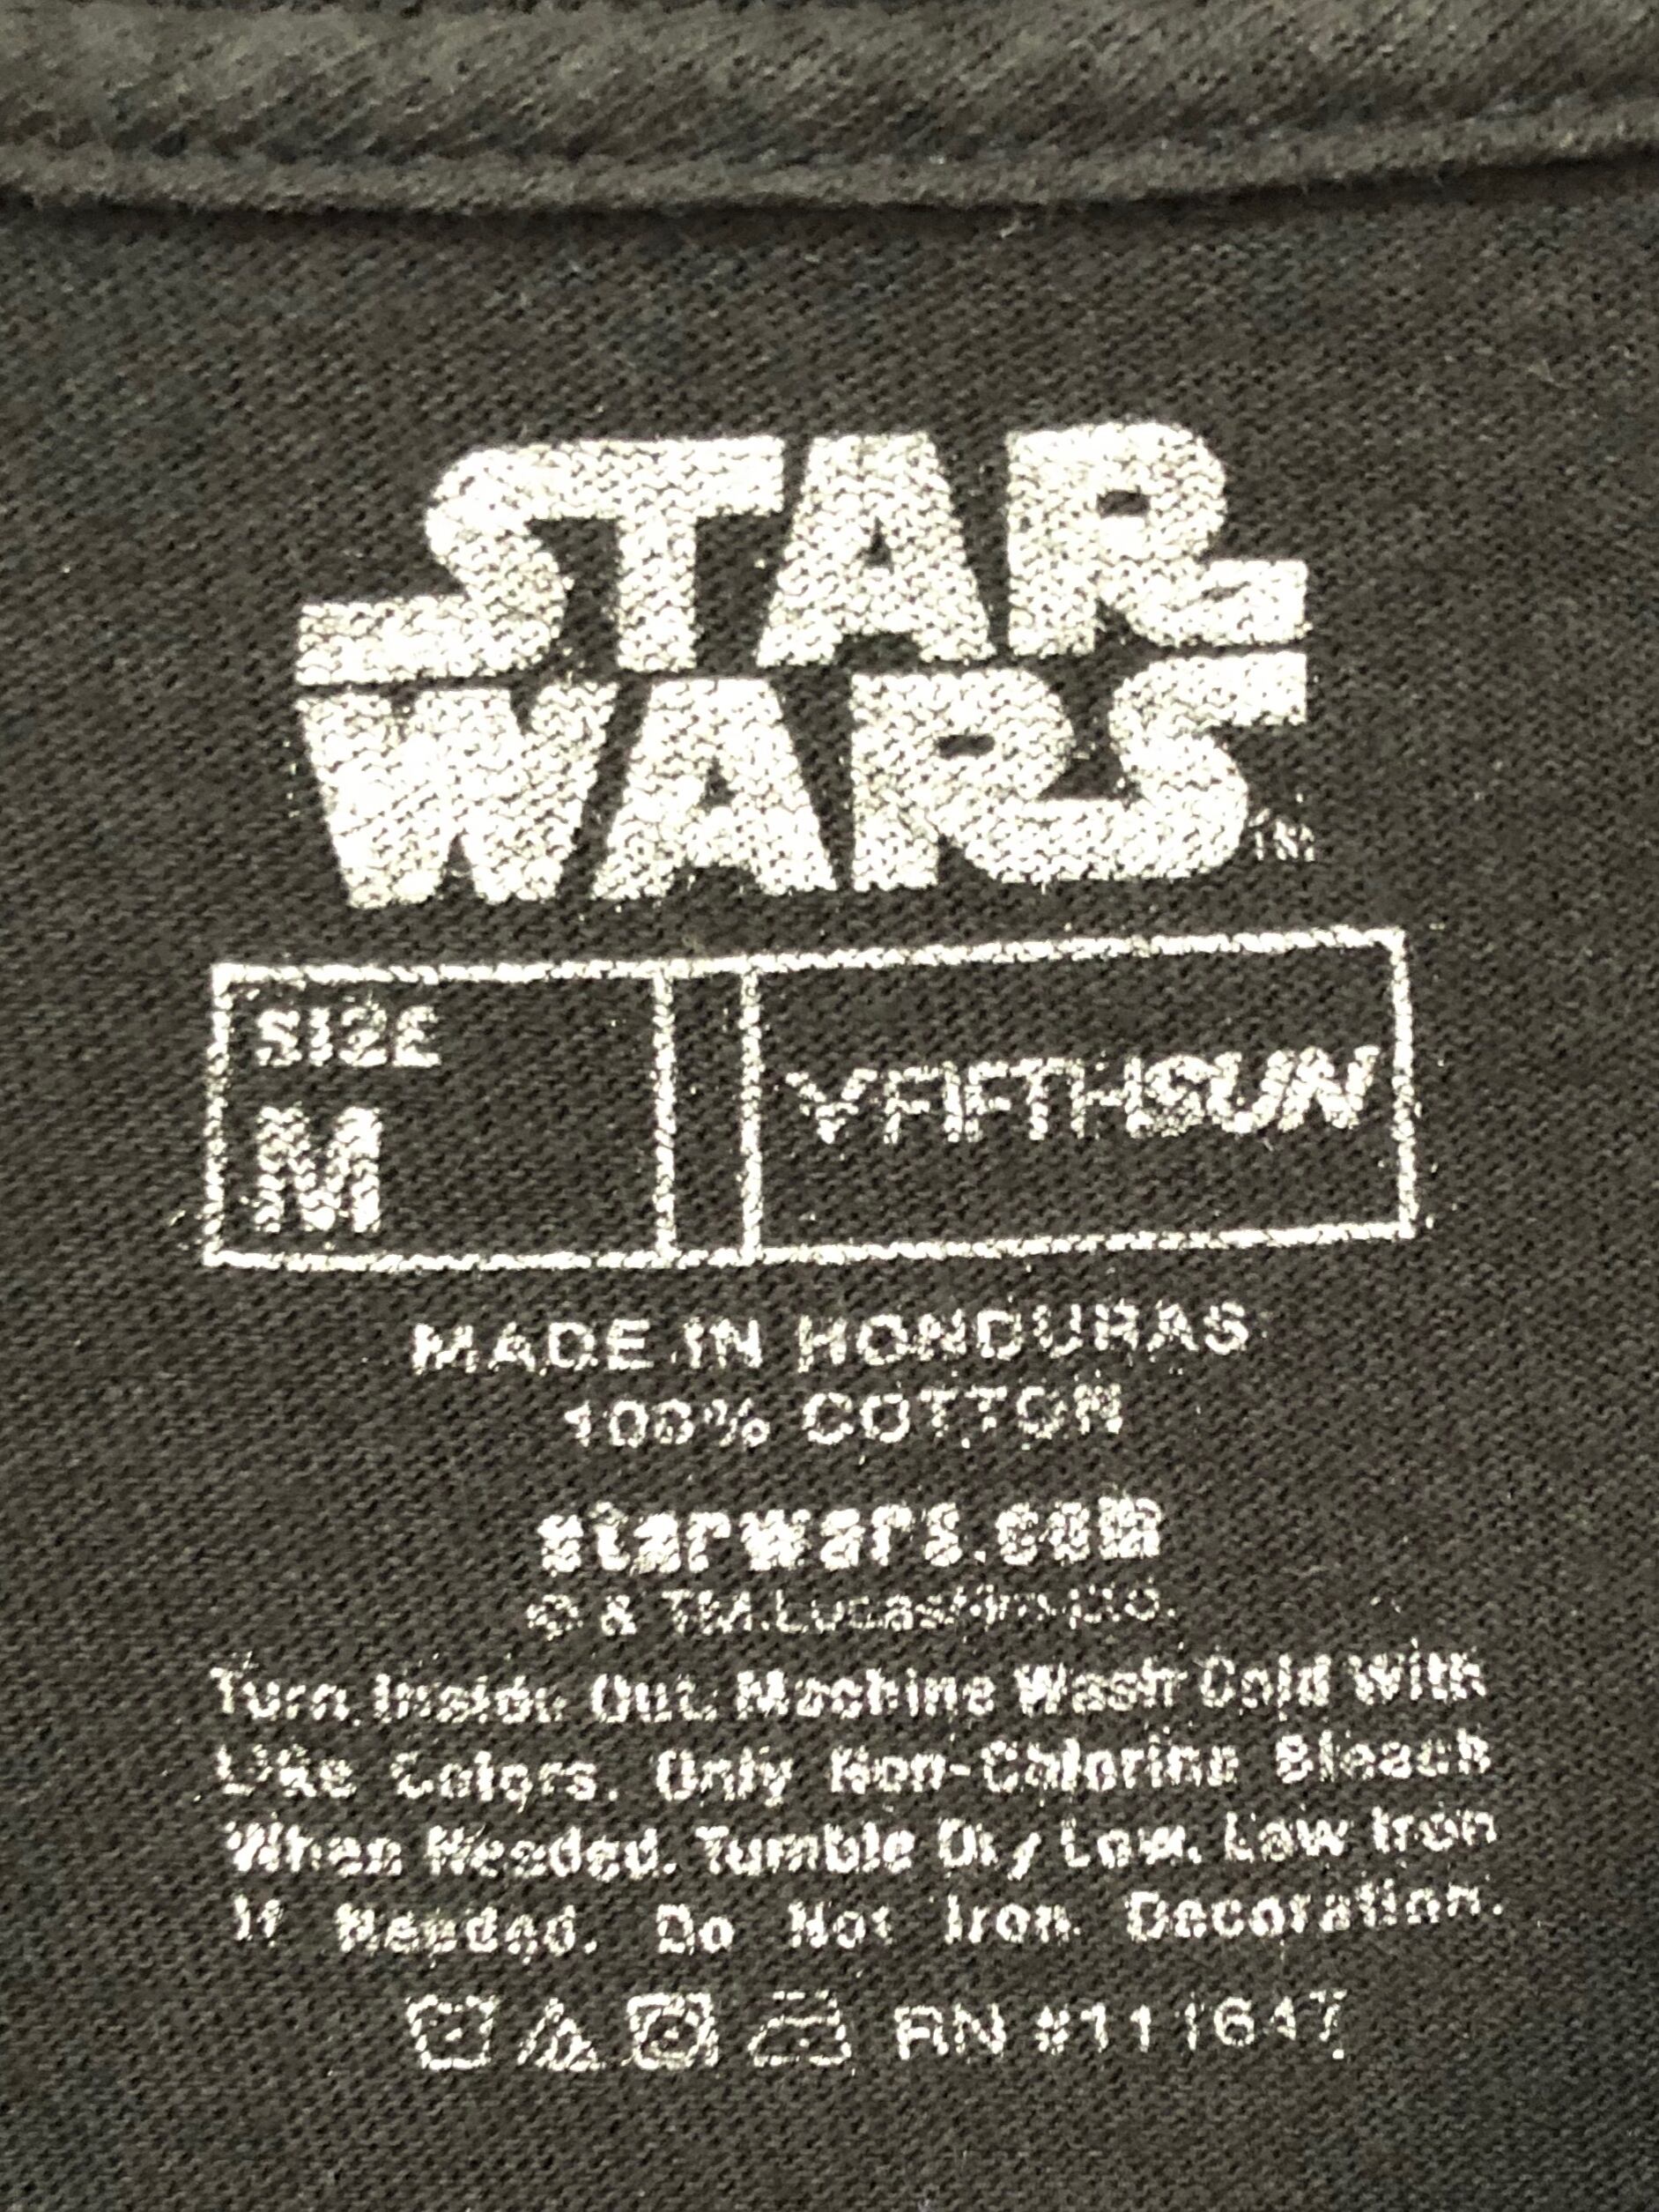 STAR
WARS
TM
SIZE
M
FIFTHSUN
MADE IN HONDURAS
100% COTTON
starwars.com
© & TM Lucasfilm Ltd.
Turn Inside Out. Machine Wash Cold With
Like Colors. Only Non-Chlorine Bleach
When Needed. Tumble Dry Low. Low Iron
If Needed. Do Not Iron Decoration.
RN #111647